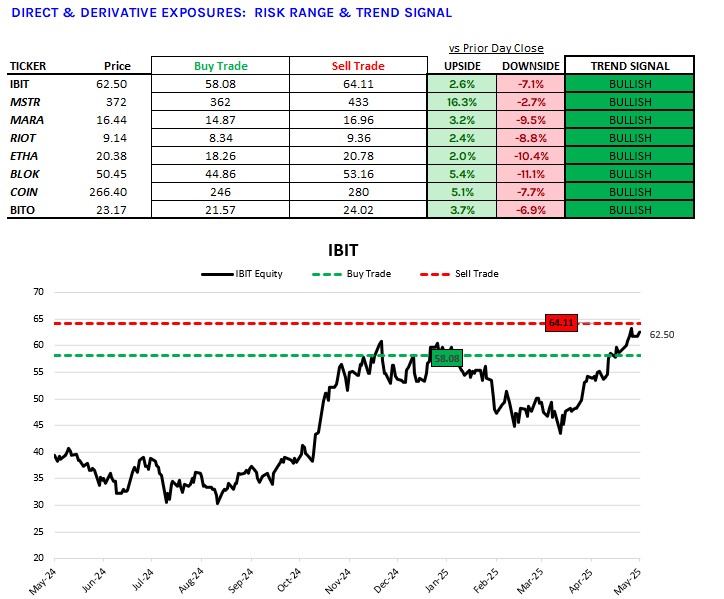 DIRECT & DERIVATIVE EXPOSURES: RISK RANGE & TREND SIGNAL
vs Prior Day Close
TICKER Price Buy Trade Sell Trade UPSIDE DOWNSIDE TREND SIGNAL
IBIT 62.50 58.08 64.11 2.6% -7.1% BULLISH
MSTR 372 362 433 16.3% -2.7% BULLISH
MARA 16.44 14.87 16.96 3.2% -9.5% BULLISH
RIOT 9.14 8.34 9.36 2.4% -8.8% BULLISH
ETHA 20.38 18.26 20.78 2.0% -10.4% BULLISH
BLOK 50.45 44.86 53.16 5.4% -11.1% BULLISH
COIN 266.40 246 280 5.1% -7.7% BULLISH
BITO 23.17 21.57 24.02 3.7% -6.9% BULLISH
IBIT
IBIT Equity Buy Trade Sell Trade
70
65
64.11
62.50
60
58.08
55
50
45
40
35
30
25
20
May-24 Jun-24 Jul-24 Aug-24 Sep-24 Oct-24 Nov-24 Dec-24 Jan-25 Feb-25 Mar-25 Apr-25 May-25